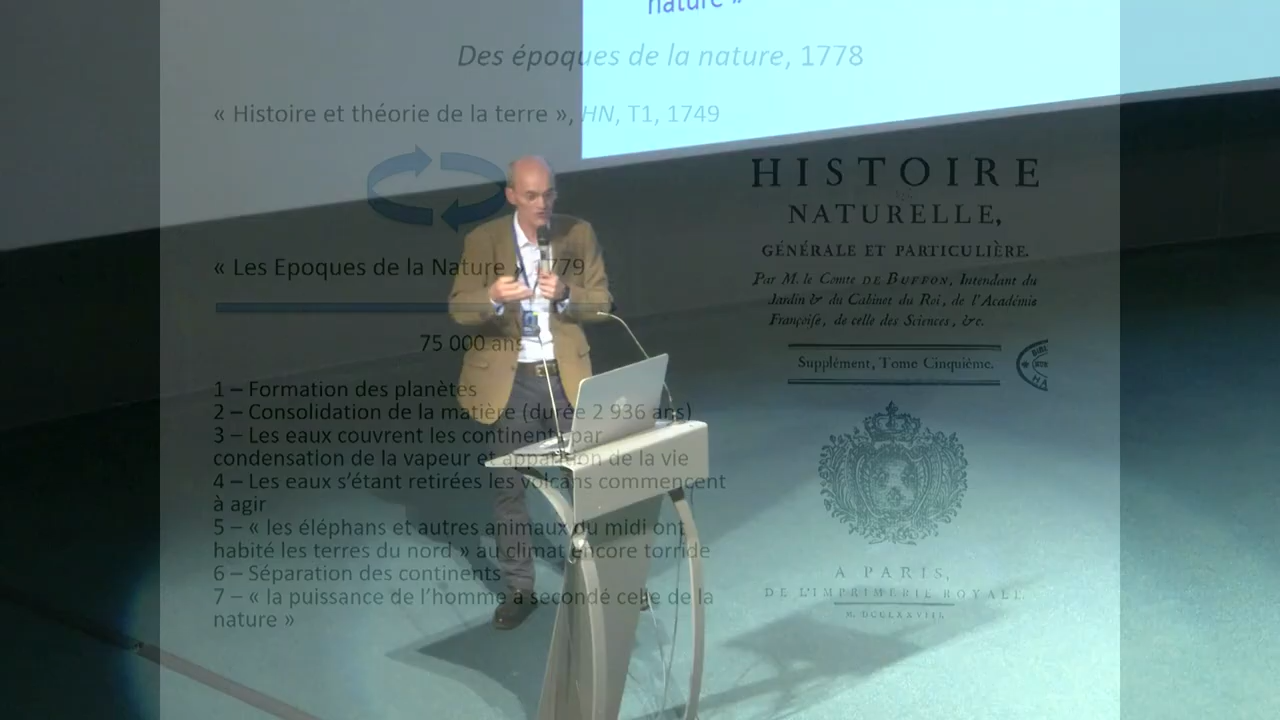 nature »
Des époques de la nature, 1778
« Histoire et théorie de la terre », HN, T1, 1749
« Les Epoques de la Nature », 1779
75 000 ans
1 – Formation des planètes
2 – Consolidation de la matière (durée 2 936 ans)
3 – Les eaux couvrent les continents par
condensation de la vapeur et apparition de la vie
4 – Les eaux s’étant retirées les volcans commencent
à agir
5 – « les éléphans et autres animaux du midi ont
habité les terres du nord » au climat encore torride
6 – Séparation des continents
7 – « la puissance de l’homme a secondé celle de la
nature »
HISTOIRE
NATURELLE,
GÉNÉRALE ET PARTICULIÈRE.
Par M. le Comte DE BUFFON, Intendant du
Jardin & du Cabinet du Roi, de l’Académie
Françoise, de celle des Sciences, &c.
Supplément, Tome Cinquième.
A PARIS,
DE L’IMPRIMERIE ROYALE.
M. DCCLXXVIII.